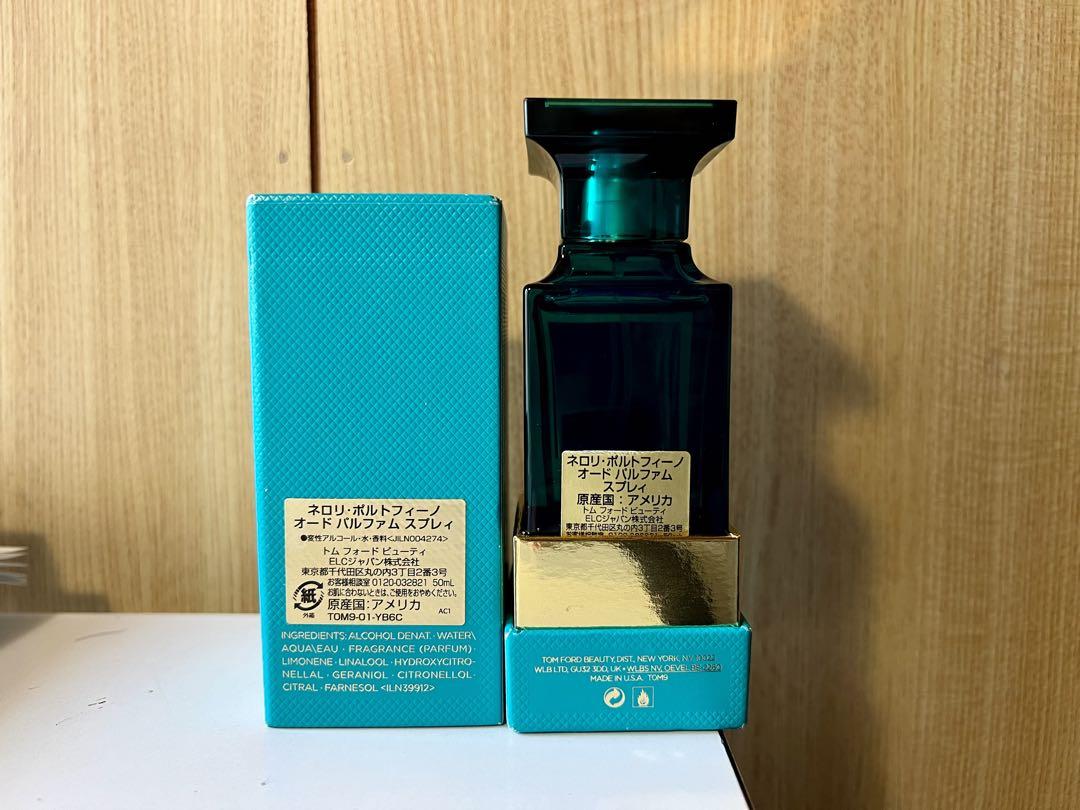 ネロリ・ポルトフィーノ
オード パルファム スプレィ
●変性アルコール・水・香料<JILN004274>
トム フォード ビューティ
ELCジャパン株式会社
東京都千代田区丸の内3丁目2番3号
お客様相談室 0120-032821 50mL
お肌に合わないときは、ご使用をおやめください。
紙
外箱
原産国:アメリカ
AC1
TOM9-01-YB6C
INGREDIENTS: ALCOHOL DENAT. · WATER\
AQUA\EAU · FRAGRANCE (PARFUM) ·
LIMONENE · LINALOOL · HYDROXYCITRO-
NELLAL · GERANIOL · CITRONELLOL ·
CITRAL · FARNESOL <ILN39912>
ネロリ・ポルトフィーノ
オード パルファム
スプレィ
原産国:アメリカ
トム フォード ビューティ
ELCジャパン株式会社
東京都千代田区丸の内3丁目2番3号
TOM FORD BEAUTY, DIST., NEW YORK, NY
WLB LTD, GU32 3DD, UK • WLBS NV, OEVEL
MADE IN U.S.A. TOM9